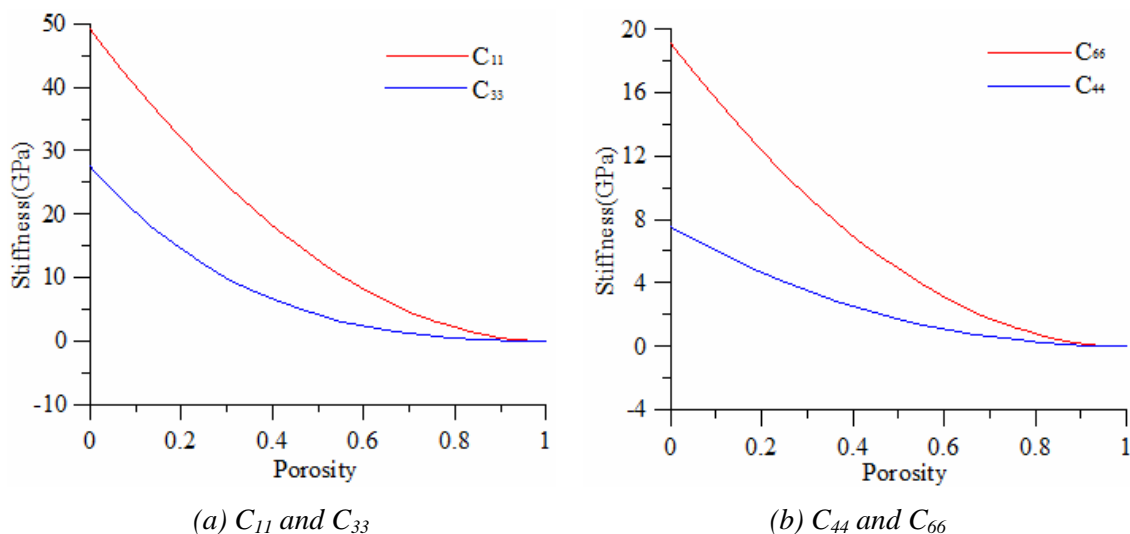 50
40
30
20
10
0
-10
Stiffness(GPa)
C₁₁
C₃₃
0 0.2 0.4 0.6 0.8 1
Porosity
(a) C₁₁ and C₃₃
20
16
12
8
4
0
-4
Stiffness(GPa)
C₆₆
C₄₄
0 0.2 0.4 0.6 0.8 1
Porosity
(b) C₄₄ and C₆₆